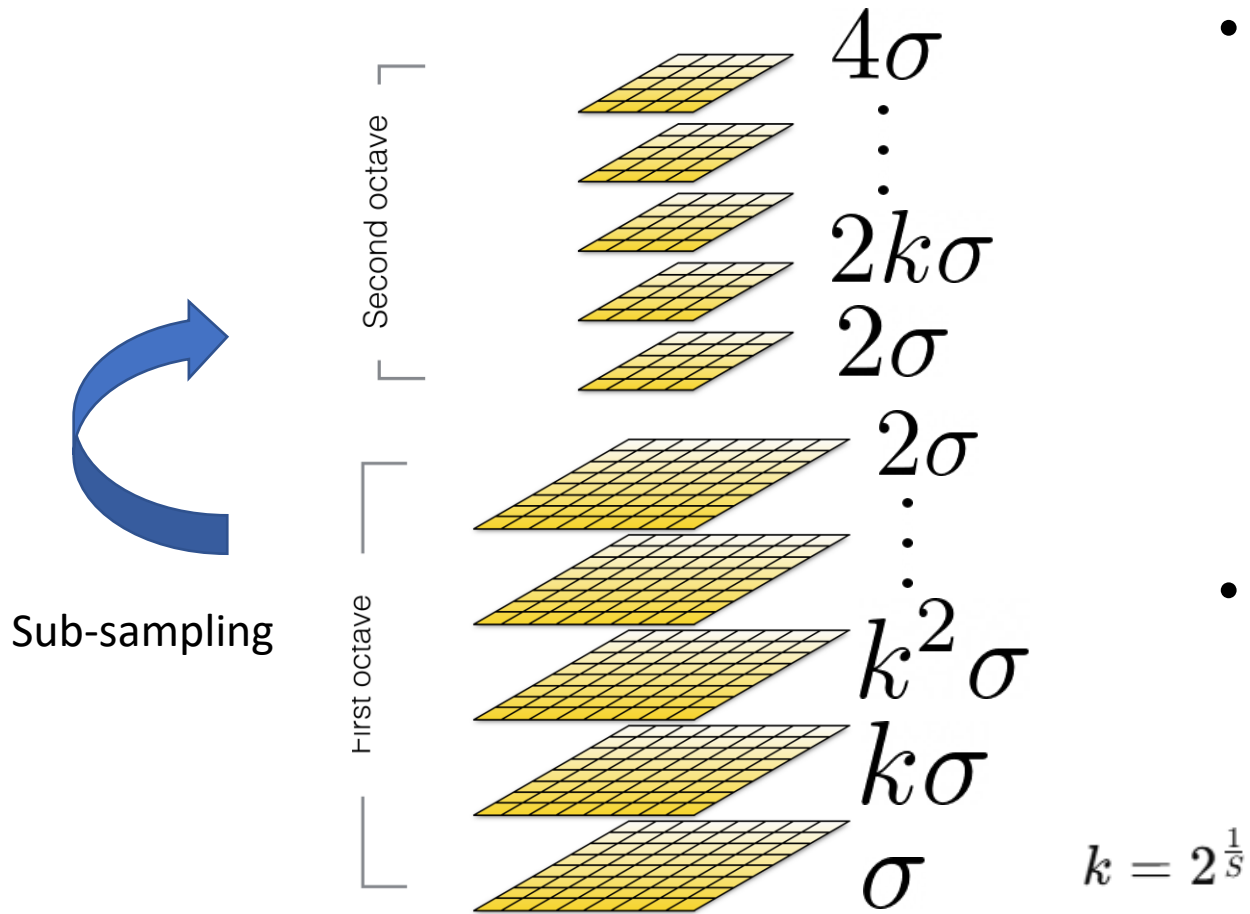 4σ
2kσ
2σ
Second octave
2σ
k²σ
kσ
σ
First octave
Sub-sampling
k = 2^{1/S}